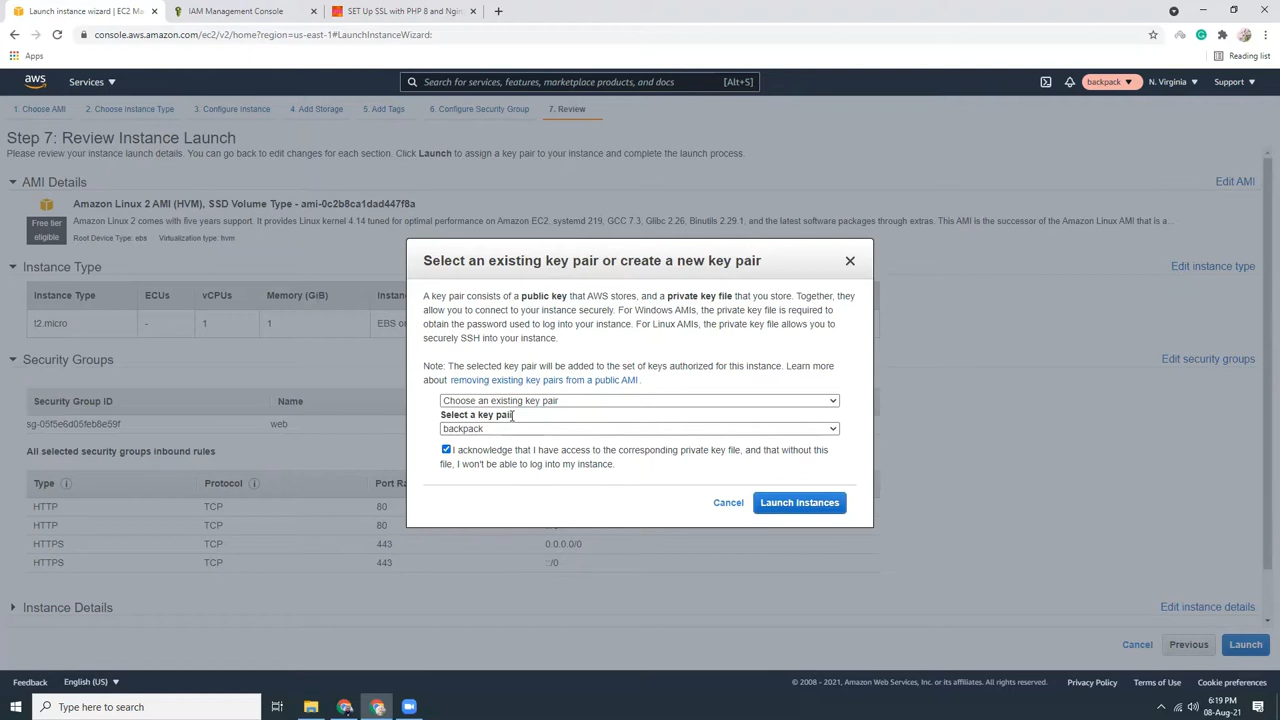 Launch instance wizard | EC2 Ma
IAM Management Console
SET Up SSL with PHP 8 and Ngin
console.aws.amazon.com/ec2/v2/home?region=us-east-1#LaunchInstanceWizard:
Apps
Reading list
aws
Services
Search for services, features, marketplace products, and docs
[Alt+S]
backpack
N. Virginia
Support
1. Choose AMI
2. Choose Instance Type
3. Configure Instance
4. Add Storage
5. Add Tags
6. Configure Security Group
7. Review
Step 7: Review Instance Launch
Please review your instance launch details. You can go back to edit changes for each section. Click Launch to assign a key pair to your instance and complete the launch process.
AMI Details
Edit AMI
Amazon Linux 2 AMI (HVM), SSD Volume Type - ami-0c2b8ca1dad447f8a
Free tier
eligible
Amazon Linux 2 comes with five years support. It provides Linux kernel 4.14 tuned for optimal performance on Amazon EC2. systemd 219, GCC 7.3, Glibc 2.26, Binutils 2.29.1, and the latest software packages through extras. This AMI is the successor of the Amazon Linux AMI that is a...
Root Device Type: ebs Virtualization type: hvm
Instance Type
Edit instance type
Instance Type
ECUs
vCPUs
Memory (GiB)
Instan
t2.micro
-
1
1
EBS on
Security Groups
Edit security groups
Security Group ID
Name
sg-05f5e6d05feb8e59f
web
All selected security groups inbound rules
Type
Protocol
Port Ra
HTTP
TCP
80
HTTP
TCP
80
HTTPS
TCP
443
0.0.0.0/0
HTTPS
TCP
443
::/0
Instance Details
Edit instance details
Select an existing key pair or create a new key pair
A key pair consists of a public key that AWS stores, and a private key file that you store. Together, they
allow you to connect to your instance securely. For Windows AMIs, the private key file is required to
obtain the password used to log into your instance. For Linux AMIs, the private key file allows you to
securely SSH into your instance.
Note: The selected key pair will be added to the set of keys authorized for this instance. Learn more
about removing existing key pairs from a public AMI .
Choose an existing key pair
Select a key pair
backpack
I acknowledge that I have access to the corresponding private key file, and that without this
file, I won't be able to log into my instance.
Cancel
Launch Instances
Cancel
Previous
Launch
Feedback
English (US)
© 2008 - 2021, Amazon Web Services, Inc. or its affiliates. All rights reserved.
Privacy Policy
Terms of Use
Cookie preferences
Type here to search
6:19 PM
08-Aug-21